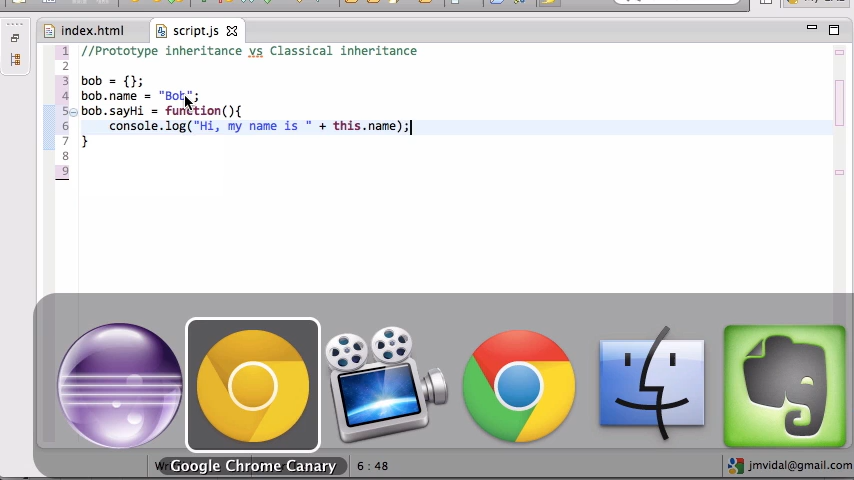 index.html
script.js
1 //Prototype inheritance vs Classical inheritance
2
3 bob = {};
4 bob.name = "Bob";
5 bob.sayHi = function(){
6 console.log("Hi, my name is " + this.name);
7 }
8
9
Google Chrome Canary
6 : 48
jmvidal@gmail.com